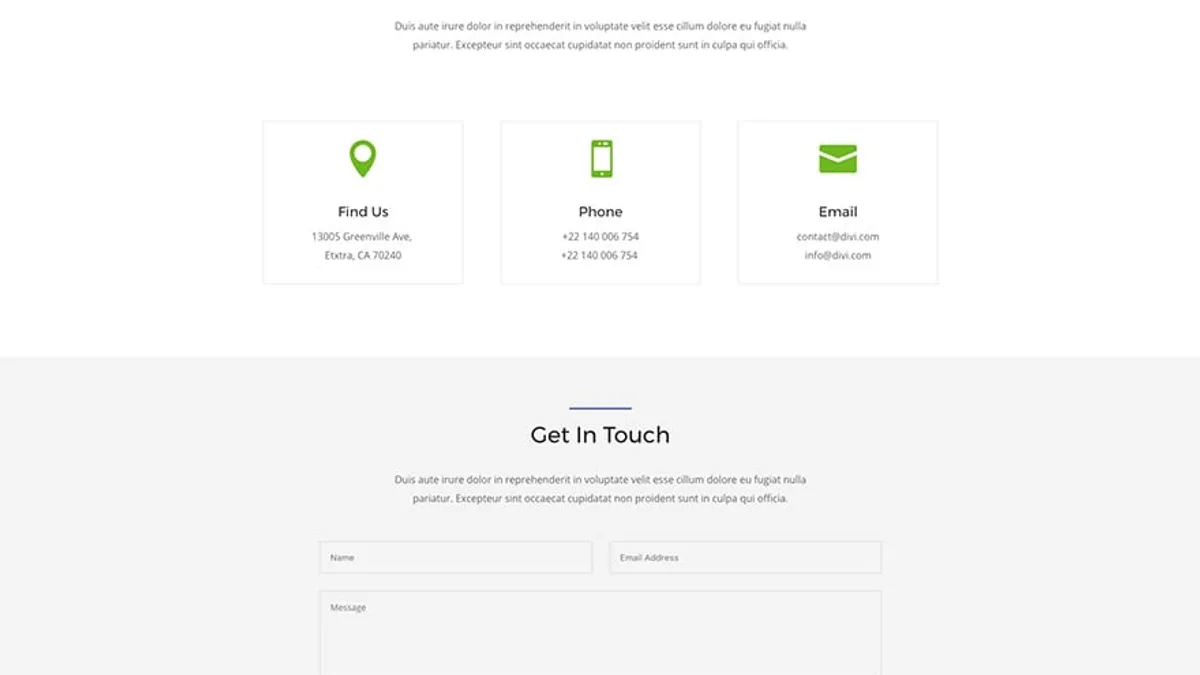 Duis aute irure dolor in reprehenderit in voluptate velit esse cillum dolore eu fugiat nulla
pariatur. Excepteur sint occaecat cupidatat non proident sunt in culpa qui officia.
Find Us
13005 Greenville Ave,
Etxtra, CA 70240
Phone
+22 140 006 754
+22 140 006 754
Email
contact@divi.com
info@divi.com
Get In Touch
Duis aute irure dolor in reprehenderit in voluptate velit esse cillum dolore eu fugiat nulla
pariatur. Excepteur sint occaecat cupidatat non proident sunt in culpa qui officia.
Name
Email Address
Message